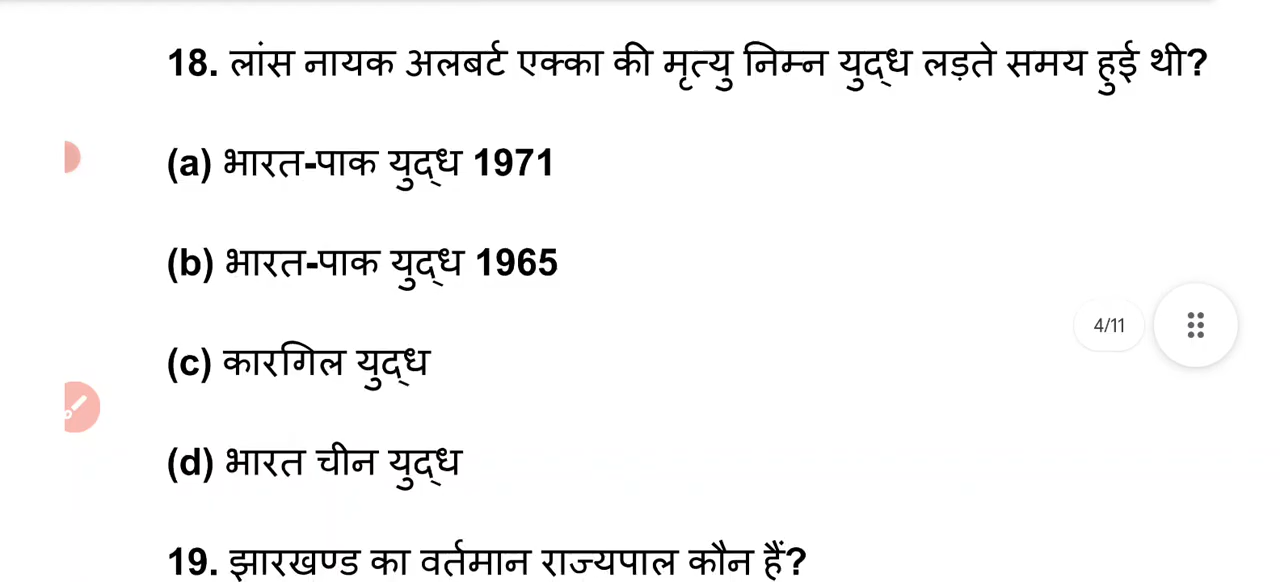 18. लांस नायक अलबर्ट एक्का की मृत्यु निम्न युद्ध लड़ते समय हुई थी?
(a) भारत-पाक युद्ध 1971
(b) भारत-पाक युद्ध 1965
4/11
(c) कारगिल युद्ध
(d) भारत चीन युद्ध
19. झारखण्ड का वर्तमान राज्यपाल कौन हैं?